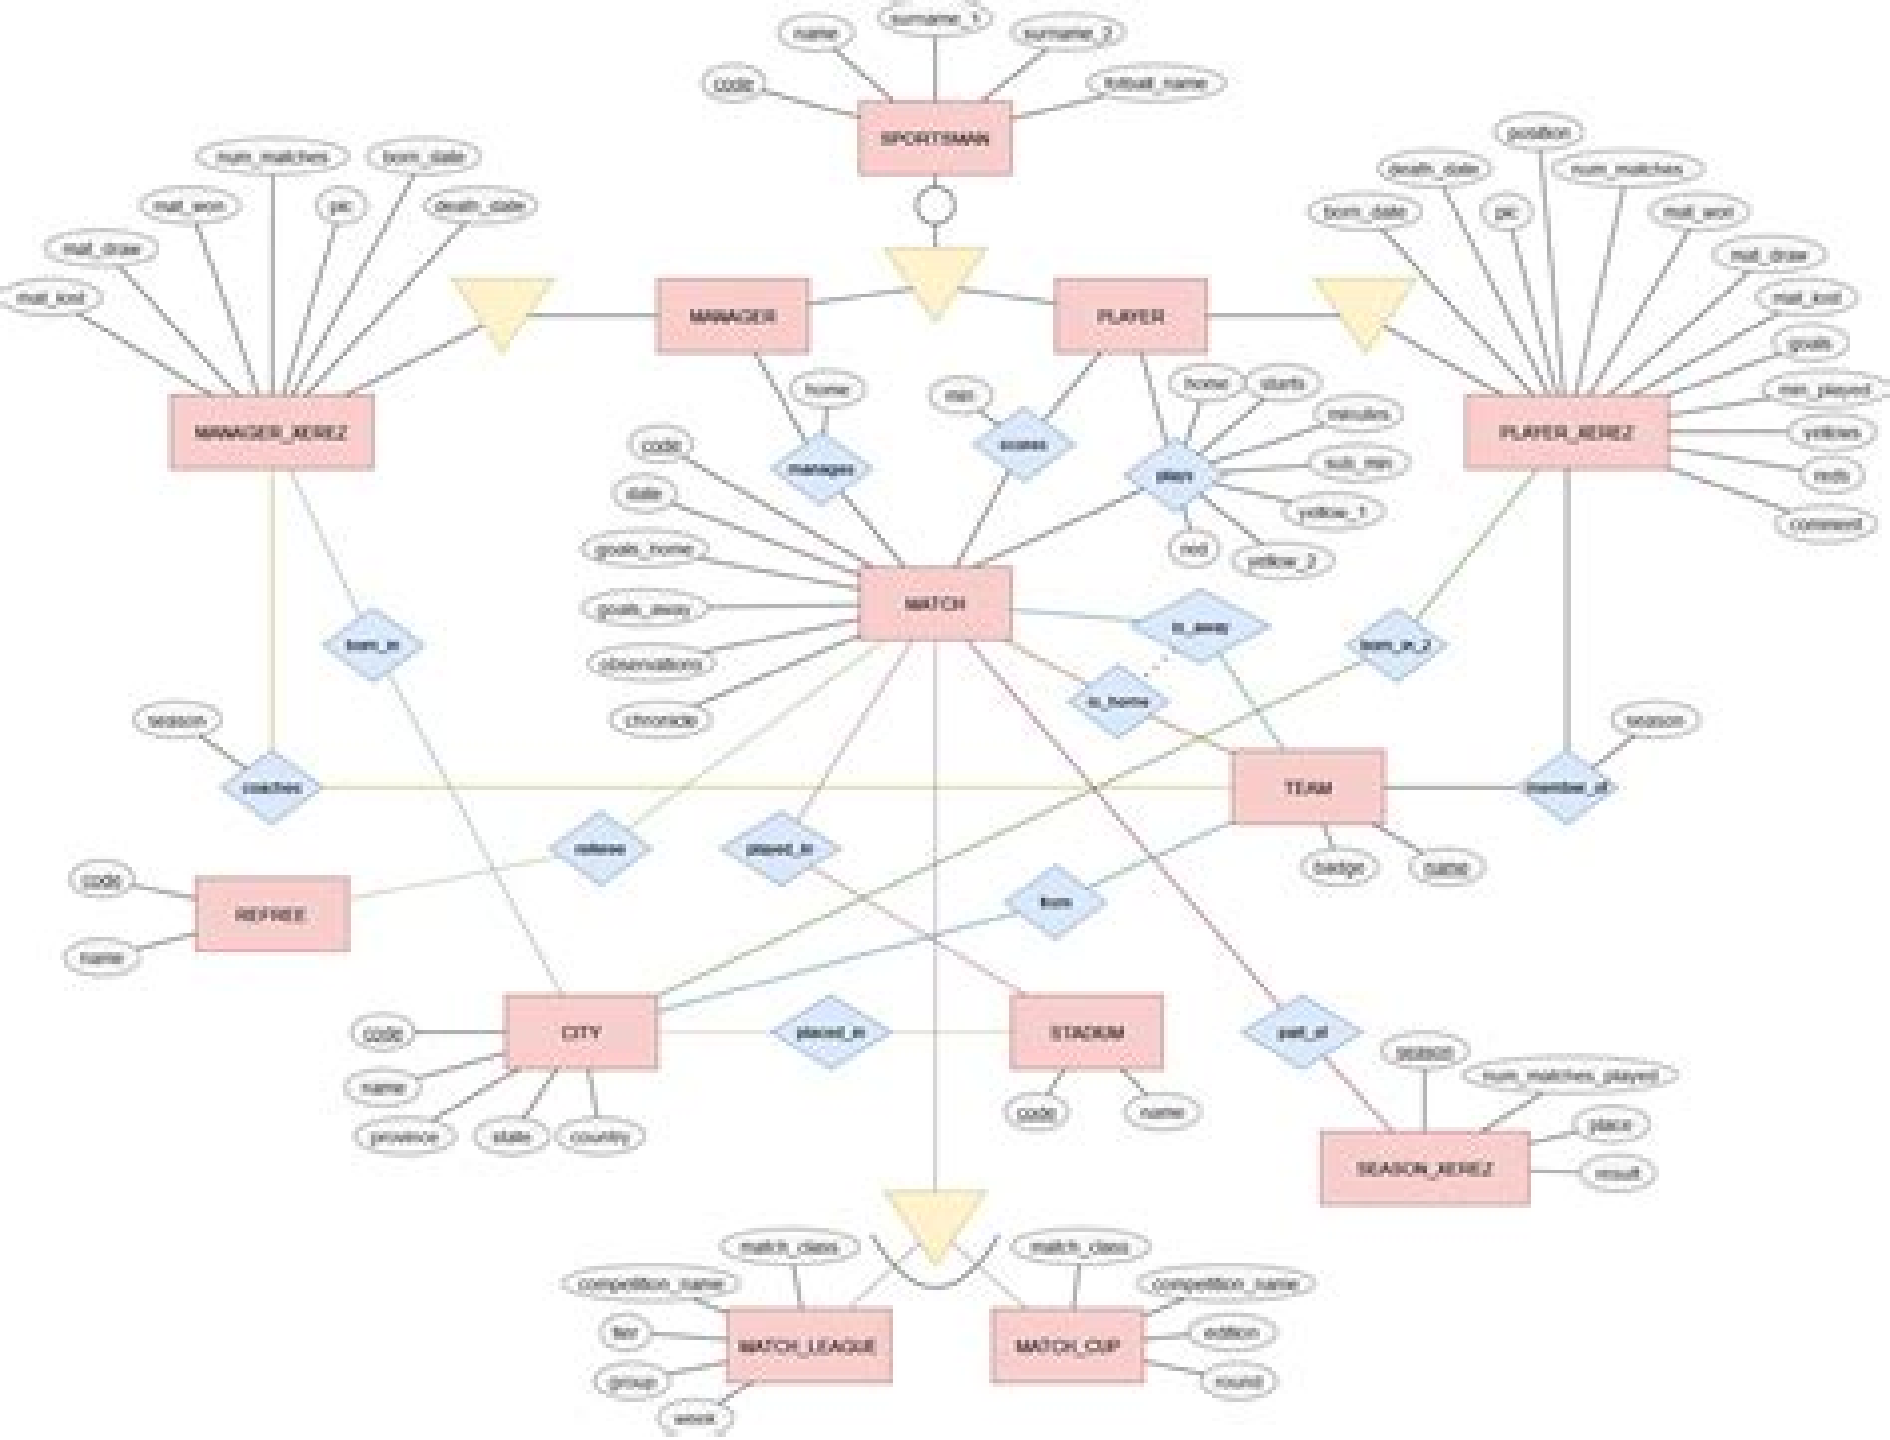 surname_1
name
surname_2
code
football_name
SPORTSMAN
position
num_matches
born_date
death_date
num_matches
mat_won
pic
death_date
born_date
pic
mat_won
mat_draw
mat_draw
mat_lost
mat_lost
MANAGER
PLAYER
goals
home
min
home
starts
min_played
minutes
MANAGER_XEREZ
PLAYER_XEREZ
yellows
code
manages
scores
plays
sub_min
reds
date
yellow_1
comment
goals_home
red
yellow_2
MATCH
goals_away
is_away
born_in
born_in_2
observations
is_home
season
chronicle
season
coaches
TEAM
member_of
referee
played_in
badge
name
code
REFREE
from
name
code
CITY
placed_in
STADIUM
part_of
season
num_matches_played
name
code
name
place
province
state
country
SEASON_XEREZ
result
match_class
match_class
competition_name
competition_name
tier
MATCH_LEAGUE
MATCH_CUP
edition
group
round
week